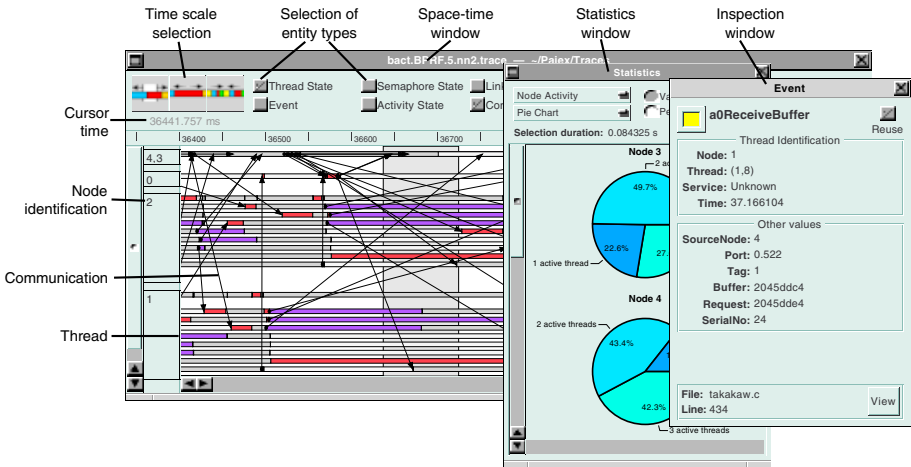 Time scale selection
Selection of entity types
Space-time window
Statistics window
Inspection window
bact.BPRF.5.nn2.trace — ~/Pajex/Traces
Statistics
Event
Thread State
Semaphore State
Event
Activity State
Cursor time
36441.757 ms
36400
36500
36600
36700
4,3
0
2
1
Node identification
Communication
Thread
Node Activity
Pie Chart
Selection duration: 0.084325 s
Node 3
49.7%
22.6%
1 active thread
Node 4
2 active threads
43.4%
42.3%
3 active threads
a0ReceiveBuffer
Reuse
Thread Identification
Node: 1
Thread: (1,8)
Service: Unknown
Time: 37.166104
Other values
SourceNode: 4
Port: 0.522
Tag: 1
Buffer: 2045ddc4
Request: 2045dde4
SerialNo: 24
File: takakaw.c
Line: 434
View